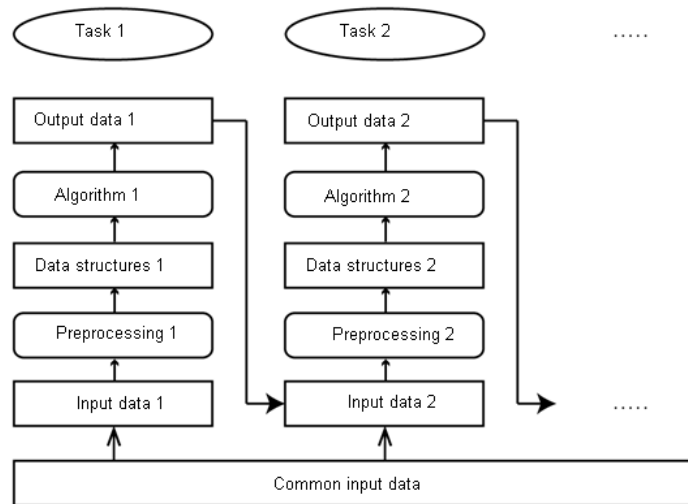 Task 1
Task 2
.....
Output data 1
Output data 2
Algorithm 1
Algorithm 2
Data structures 1
Data structures 2
Preprocessing 1
Preprocessing 2
Input data 1
Input data 2
.....
Common input data